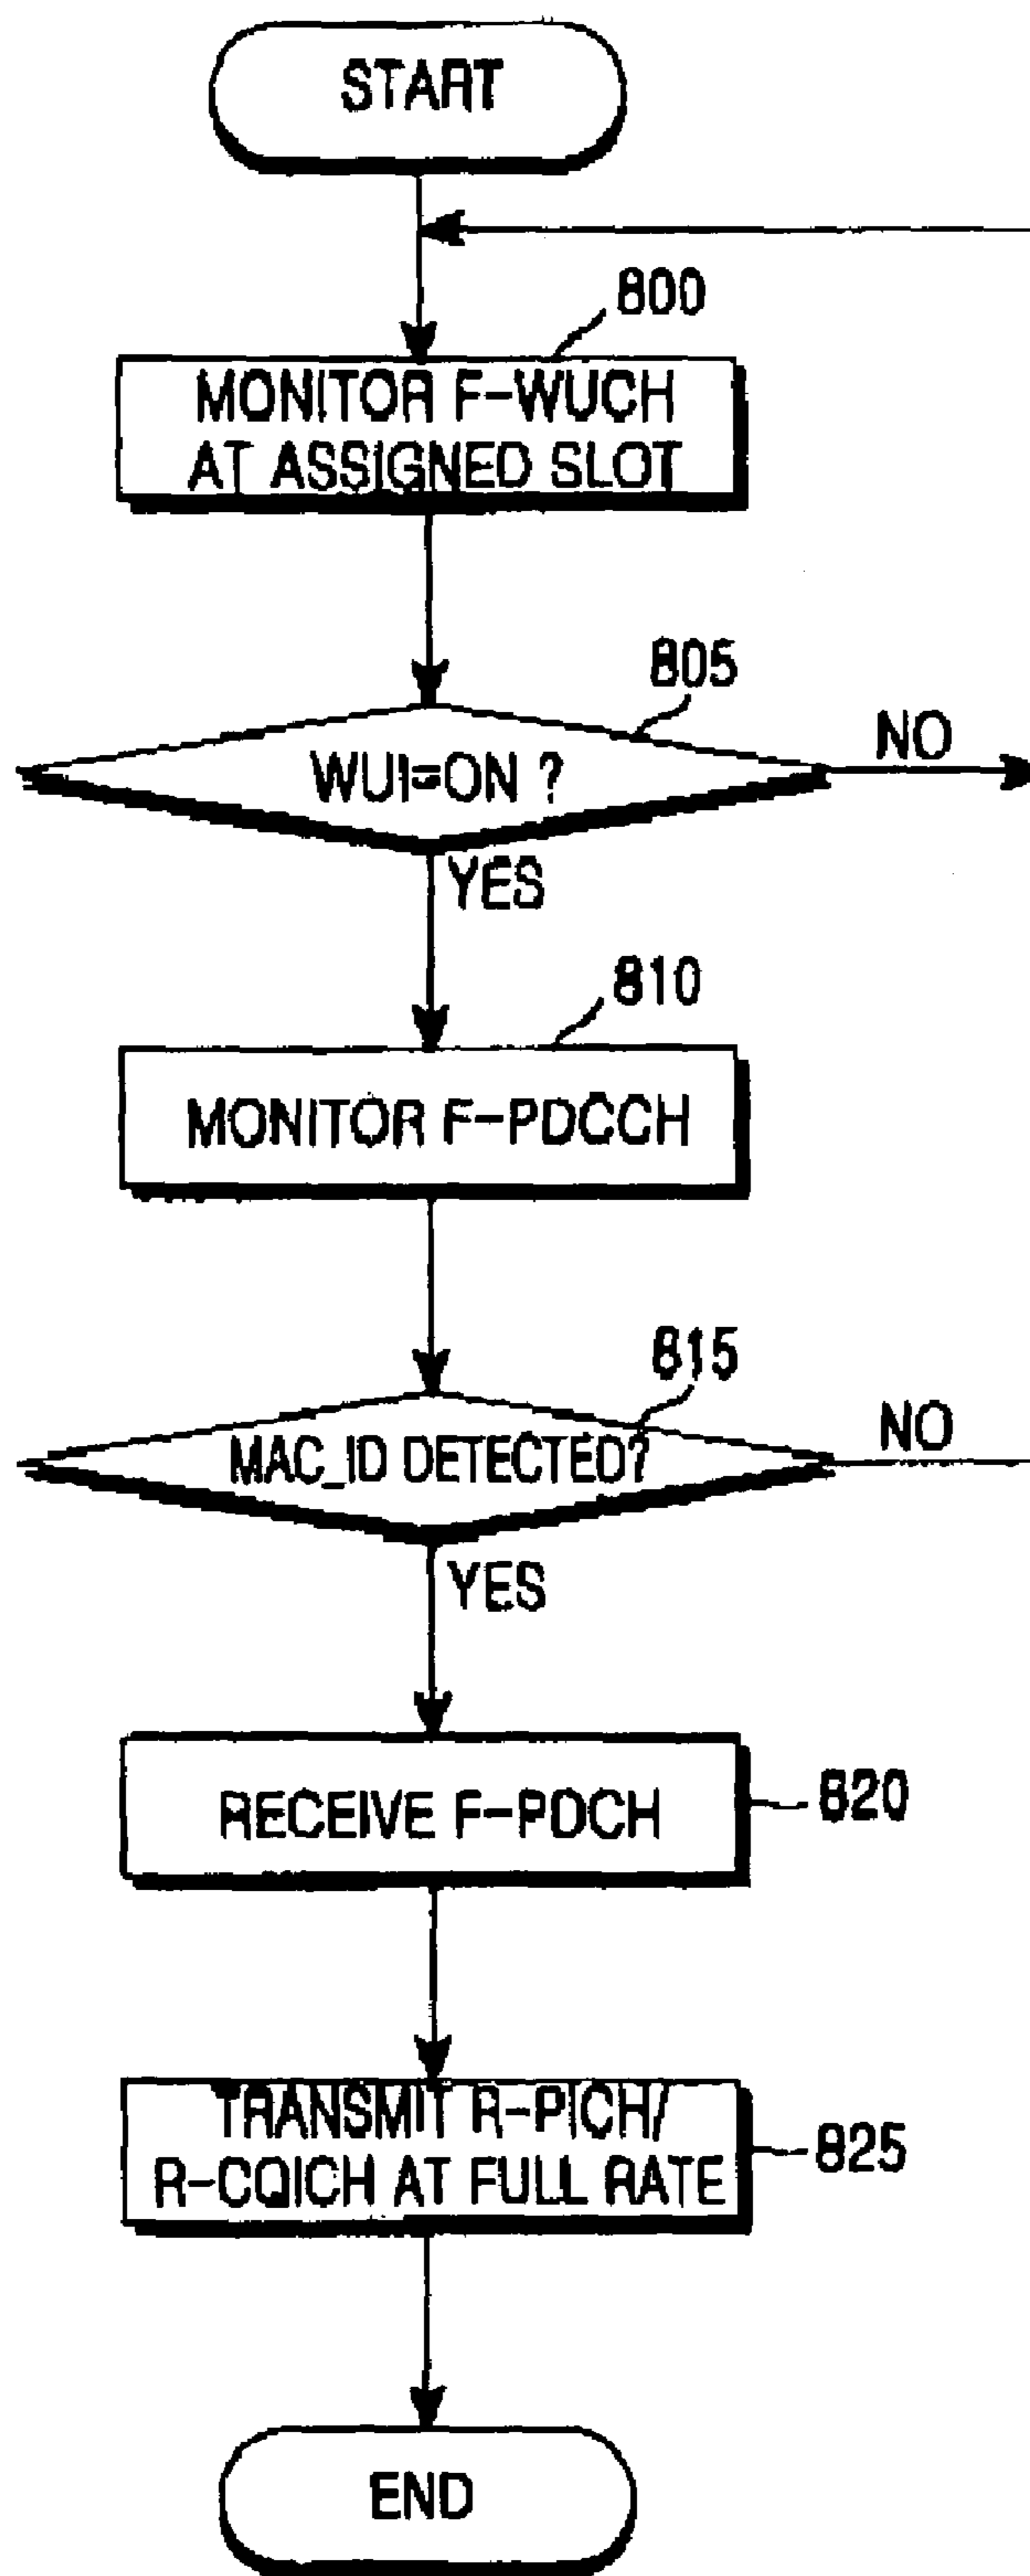 START
800
MONITOR F-WUCH
AT ASSIGNED SLOT
805
WUI=ON ?
NO
YES
810
MONITOR F-PDCCH
815
MAC_ID DETECTED?
NO
YES
RECEIVE F-PDCH
820
TRANSMIT R-PICH/
R-CQICH AT FULL RATE
825
END